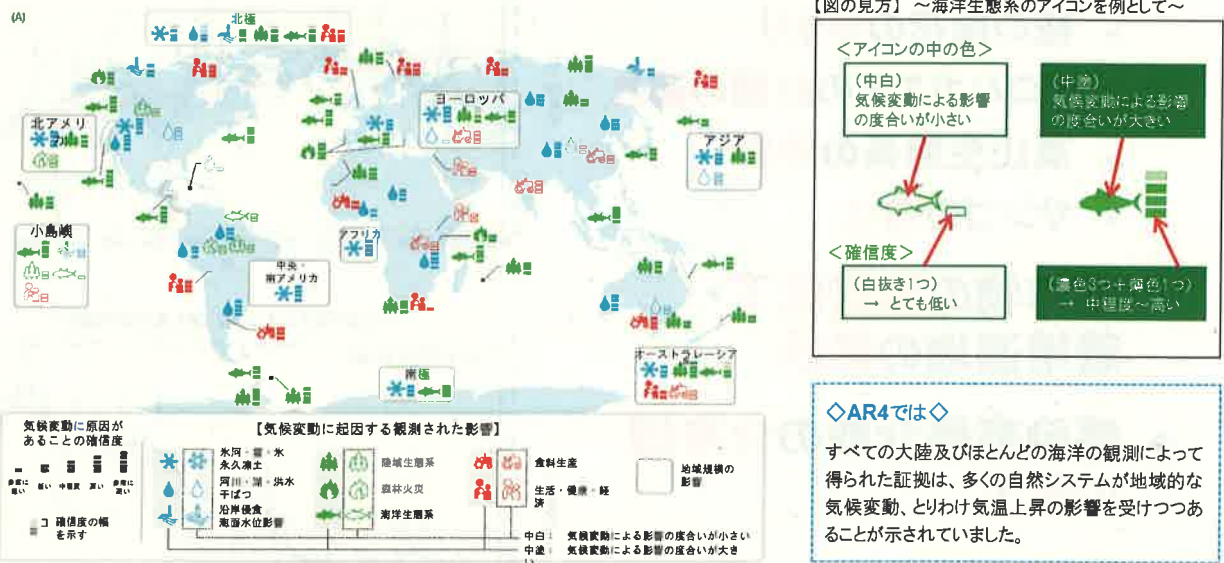 (A)
北極
北アメリカ
小島嶼
ヨーロッパ
アジア
アフリカ
中央・
南アメリカ
オーストラレーシア
南極
気候変動に原因が
あることの確信度
非常に
低い
低い
中程度
高い
非常に
高い
確信度の幅
を示す
【気候変動に起因する観測された影響】
氷河・雪・氷
永久凍土
河川・湖・洪水
干ばつ
沿岸侵食
海面水位影響
陸域生態系
森林火災
海洋生態系
食料生産
生活・健康・経
済
地域規模の
影響
中白： 気候変動による影響の度合いが小さい
中塗： 気候変動による影響の度合いが大き
い
【図の見方】 ～海洋生態系のアイコンを例として～
＜アイコンの中の色＞
(中白)
気候変動による影響
の度合いが小さい
(中塗)
気候変動による影響
の度合いが大きい
＜確信度＞
(白抜き1つ)
→ とても低い
(濃色3つ＋薄色1つ)
→ 中程度～高い
◇AR4では◇
すべての大陸及びほとんどの海洋の観測によって
得られた証拠は、多くの自然システムが地域的な
気候変動、とりわけ気温上昇の影響を受けつつあ
ることが示されていました。